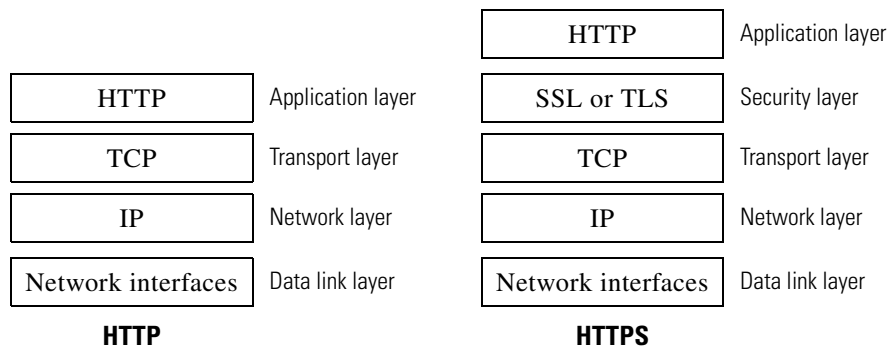 HTTP Application layer
TCP Transport layer
IP Network layer
Network interfaces Data link layer
HTTP
HTTP Application layer
SSL or TLS Security layer
TCP Transport layer
IP Network layer
Network interfaces Data link layer
HTTPS